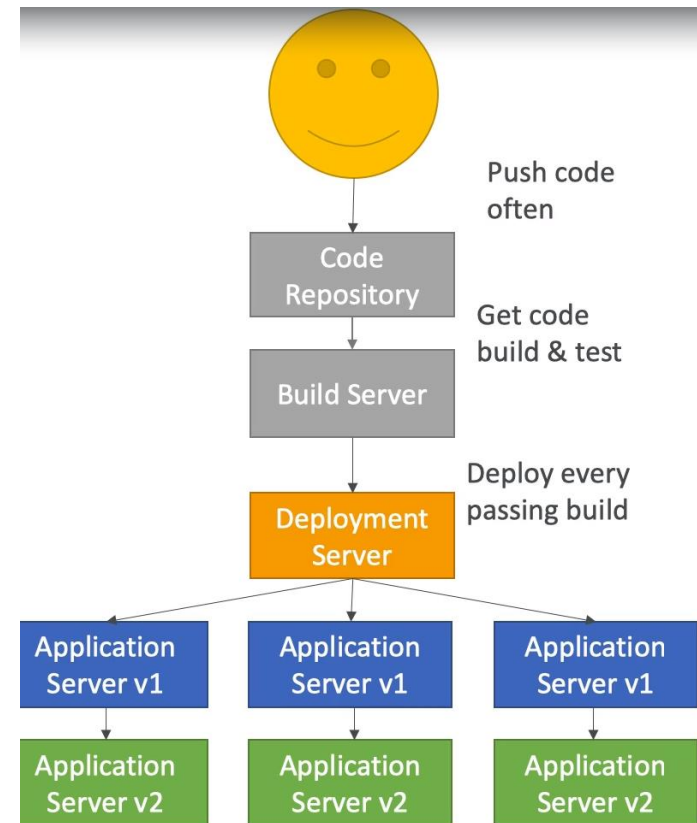 Push code
often
Code
Repository
Get code
build & test
Build Server
Deploy every
passing build
Deployment
Server
Application
Server v1
Application
Server v1
Application
Server v1
Application
Server v2
Application
Server v2
Application
Server v2